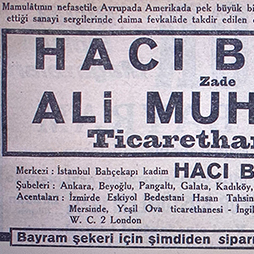 Mamulâtının nefasetile Avrupada Amerikada pek büyük bi
ettiği sanayi sergilerinde daima fevkalâde takdir edilen
HACI B
Zade
ALİ MUH
Ticarethan
Merkezi : İstanbul Bahçekapı kadim HACI B
Şubeleri : Ankara, Beyoğlu, Pangaltı, Galata, Kadıköy,
Acentaları : İzmirde Eskiyol Bedestani Hasan Tahsin
Mersinde, Yeşil Ova ticarethanesi - İngil
W. C. 2 London
Bayram şekeri için şimdiden sipar